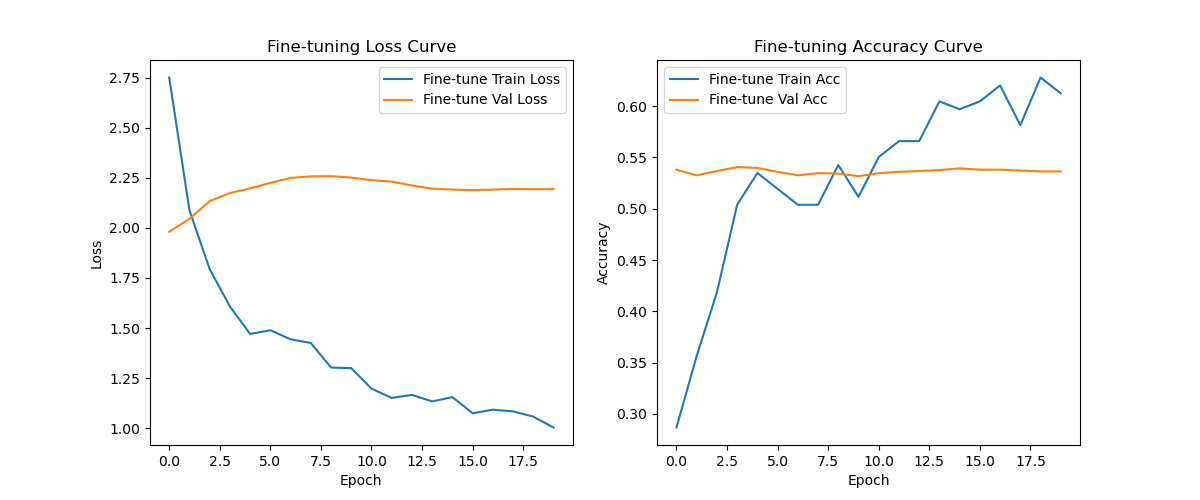 Fine-tuning Loss Curve
Fine-tune Train Loss
Fine-tune Val Loss
2.75
2.50
2.25
2.00
1.75
1.50
1.25
1.00
Loss
0.0 2.5 5.0 7.5 10.0 12.5 15.0 17.5
Epoch
Fine-tuning Accuracy Curve
Fine-tune Train Acc
Fine-tune Val Acc
0.60
0.55
0.50
0.45
0.40
0.35
0.30
Accuracy
0.0 2.5 5.0 7.5 10.0 12.5 15.0 17.5
Epoch